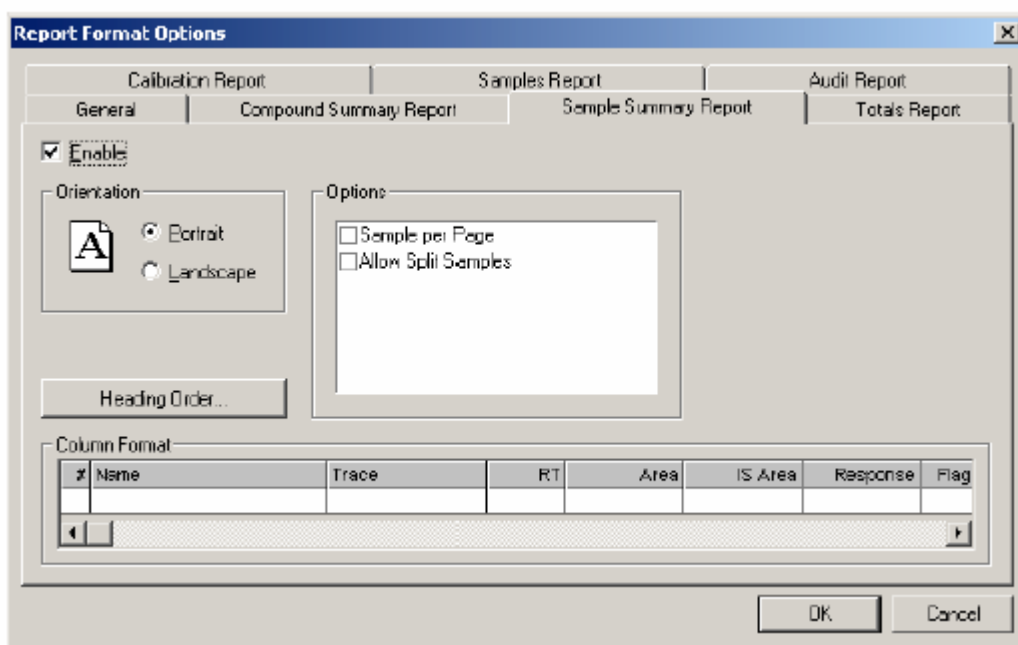 Report Format Options
Calibration Report Samples Report Audit Report
General Compound Summary Report Sample Summary Report Totals Report
Enable
Orientation
A
Portrait
Landscape
Options
Sample per Page
Allow Split Samples
Heading Order...
Column Format
# Name Trace RT Area IS Area Response Flag
OK Cancel